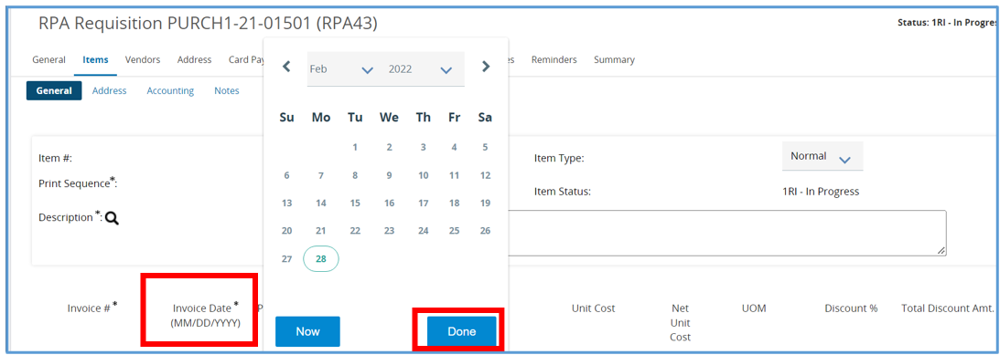 RPA Requisition PURCH1-21-01501 (RPA43)
Status: 1RI - In Progres
General Items Vendors Address Card Pay es Reminders Summary
General Address Accounting Notes
Feb 2022
Su Mo Tu We Th Fr Sa
1 2 3 4 5
6 7 8 9 10 11 12
13 14 15 16 17 18 19
20 21 22 23 24 25 26
27 28
Now Done
Item #:
Item Type: Normal
Print Sequence*:
Item Status: 1RI - In Progress
Description *:
Invoice # *
Invoice Date *
(MM/DD/YYYY)
P
Unit Cost
Net
Unit
Cost
UOM
Discount %
Total Discount Amt.